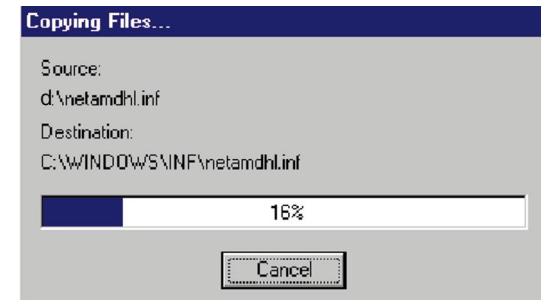 Copying Files...
Source:
d:\netamdhl.inf
Destination:
C:\WINDOWS\INF\netamdhl.inf
16%
Cancel